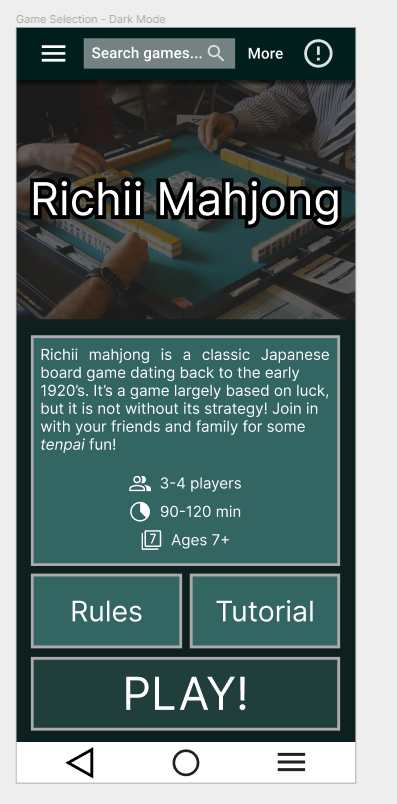 Game Selection - Dark Mode
Search games... More
Richii Mahjong
Richii mahjong is a classic Japanese
board game dating back to the early
1920's. It's a game largely based on luck,
but it is not without its strategy! Join in
with your friends and family for some
tenpai fun!
3-4 players
90-120 min
7 Ages 7+
Rules Tutorial
PLAY!